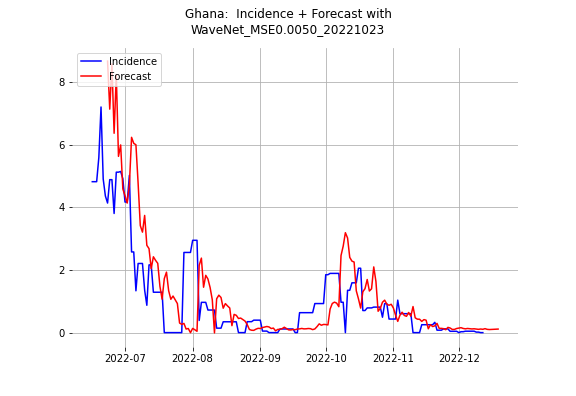 Ghana:  Incidence + Forecast with
WaveNet_MSE0.0050_20221023
Incidence
Forecast
8
6
4
2
0
2022-07 2022-08 2022-09 2022-10 2022-11 2022-12